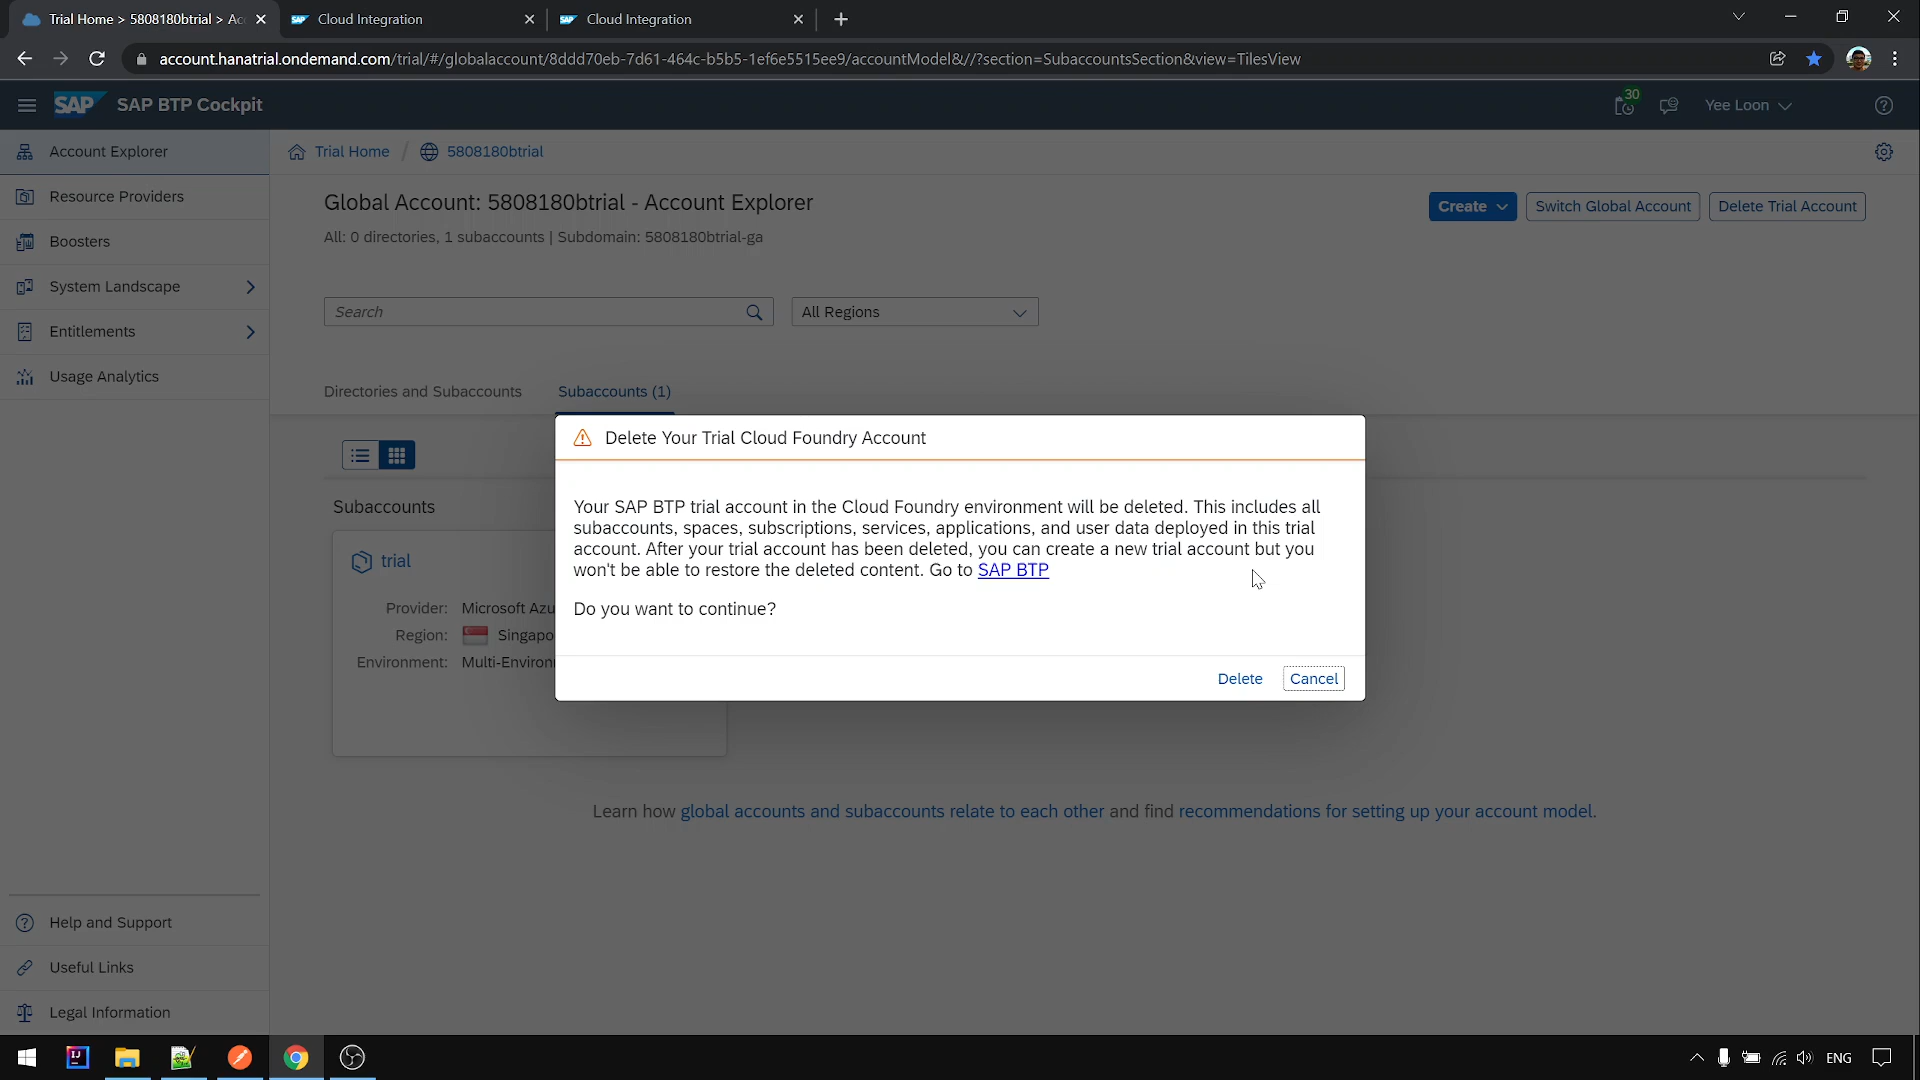 Trial Home > 5808180btrial > Ac
Cloud Integration
Cloud Integration
account.hanatrial.ondemand.com/trial/#/globalaccount/8ddd70eb-7d61-464c-b5b5-1ef6e5515ee9/accountModel&//?section=SubaccountsSection&view=TilesView
SAP SAP BTP Cockpit
30
Yee Loon
Account Explorer
Resource Providers
Boosters
System Landscape
Entitlements
Usage Analytics
Trial Home / 5808180btrial
Global Account: 5808180btrial - Account Explorer
Create
Switch Global Account
Delete Trial Account
All: 0 directories, 1 subaccounts | Subdomain: 5808180btrial-ga
Search
All Regions
Directories and Subaccounts
Subaccounts (1)
Subaccounts
trial
Provider: Microsoft Azu
Region: Singapo
Environment: Multi-Environ
Delete Your Trial Cloud Foundry Account
Your SAP BTP trial account in the Cloud Foundry environment will be deleted. This includes all
subaccounts, spaces, subscriptions, services, applications, and user data deployed in this trial
account. After your trial account has been deleted, you can create a new trial account but you
won't be able to restore the deleted content. Go to SAP BTP
Do you want to continue?
Delete
Cancel
Learn how global accounts and subaccounts relate to each other and find recommendations for setting up your account model.
Help and Support
Useful Links
Legal Information
ENG